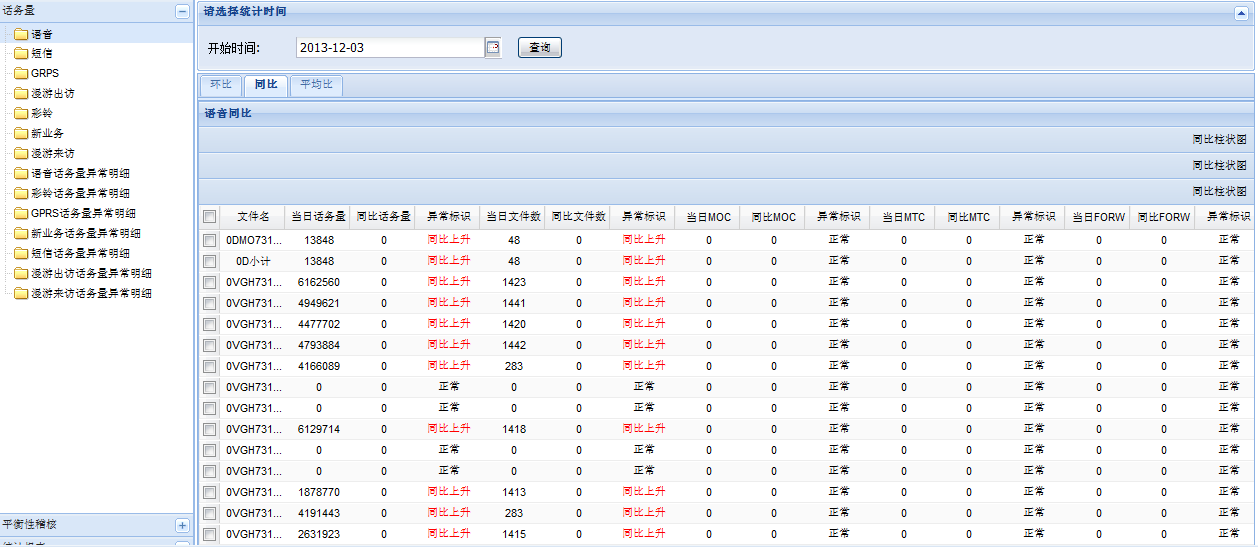 话务量
语音
短信
GRPS
漫游出访
彩铃
新业务
漫游来访
语音话务量异常明细
彩铃话务量异常明细
GPRS话务量异常明细
新业务话务量异常明细
短信话务量异常明细
漫游出访话务量异常明细
漫游来访话务量异常明细
平衡性稽核
请选择统计时间
开始时间: 2013-12-03 查询
环比 同比 平均比
语音同比
同比柱状图
同比柱状图
同比柱状图
文件名 当日话务量 同比话务量 异常标识 当日文件数 同比文件数 异常标识 当日MOC 同比MOC 异常标识 当日MTC 同比MTC 异常标识 当日FORW 同比FORW 异常标识
0DMO731... 13848 0 同比上升 48 0 同比上升 0 0 正常 0 0 正常 0 0 正常
0D小计 13848 0 同比上升 48 0 同比上升 0 0 正常 0 0 正常 0 0 正常
0VGH731... 6162560 0 同比上升 1423 0 同比上升 0 0 正常 0 0 正常 0 0 正常
0VGH731... 4949621 0 同比上升 1441 0 同比上升 0 0 正常 0 0 正常 0 0 正常
0VGH731... 4477702 0 同比上升 1420 0 同比上升 0 0 正常 0 0 正常 0 0 正常
0VGH731... 4793884 0 同比上升 1442 0 同比上升 0 0 正常 0 0 正常 0 0 正常
0VGH731... 4166089 0 同比上升 283 0 同比上升 0 0 正常 0 0 正常 0 0 正常
0VGH731... 0 0 正常 0 0 正常 0 0 正常 0 0 正常 0 0 正常
0VGH731... 0 0 正常 0 0 正常 0 0 正常 0 0 正常 0 0 正常
0VGH731... 6129714 0 同比上升 1418 0 同比上升 0 0 正常 0 0 正常 0 0 正常
0VGH731... 0 0 正常 0 0 正常 0 0 正常 0 0 正常 0 0 正常
0VGH731... 0 0 正常 0 0 正常 0 0 正常 0 0 正常 0 0 正常
0VGH731... 1878770 0 同比上升 1413 0 同比上升 0 0 正常 0 0 正常 0 0 正常
0VGH731... 4191443 0 同比上升 283 0 同比上升 0 0 正常 0 0 正常 0 0 正常
0VGH731... 2631923 0 同比上升 1415 0 同比上升 0 0 正常 0 0 正常 0 0 正常